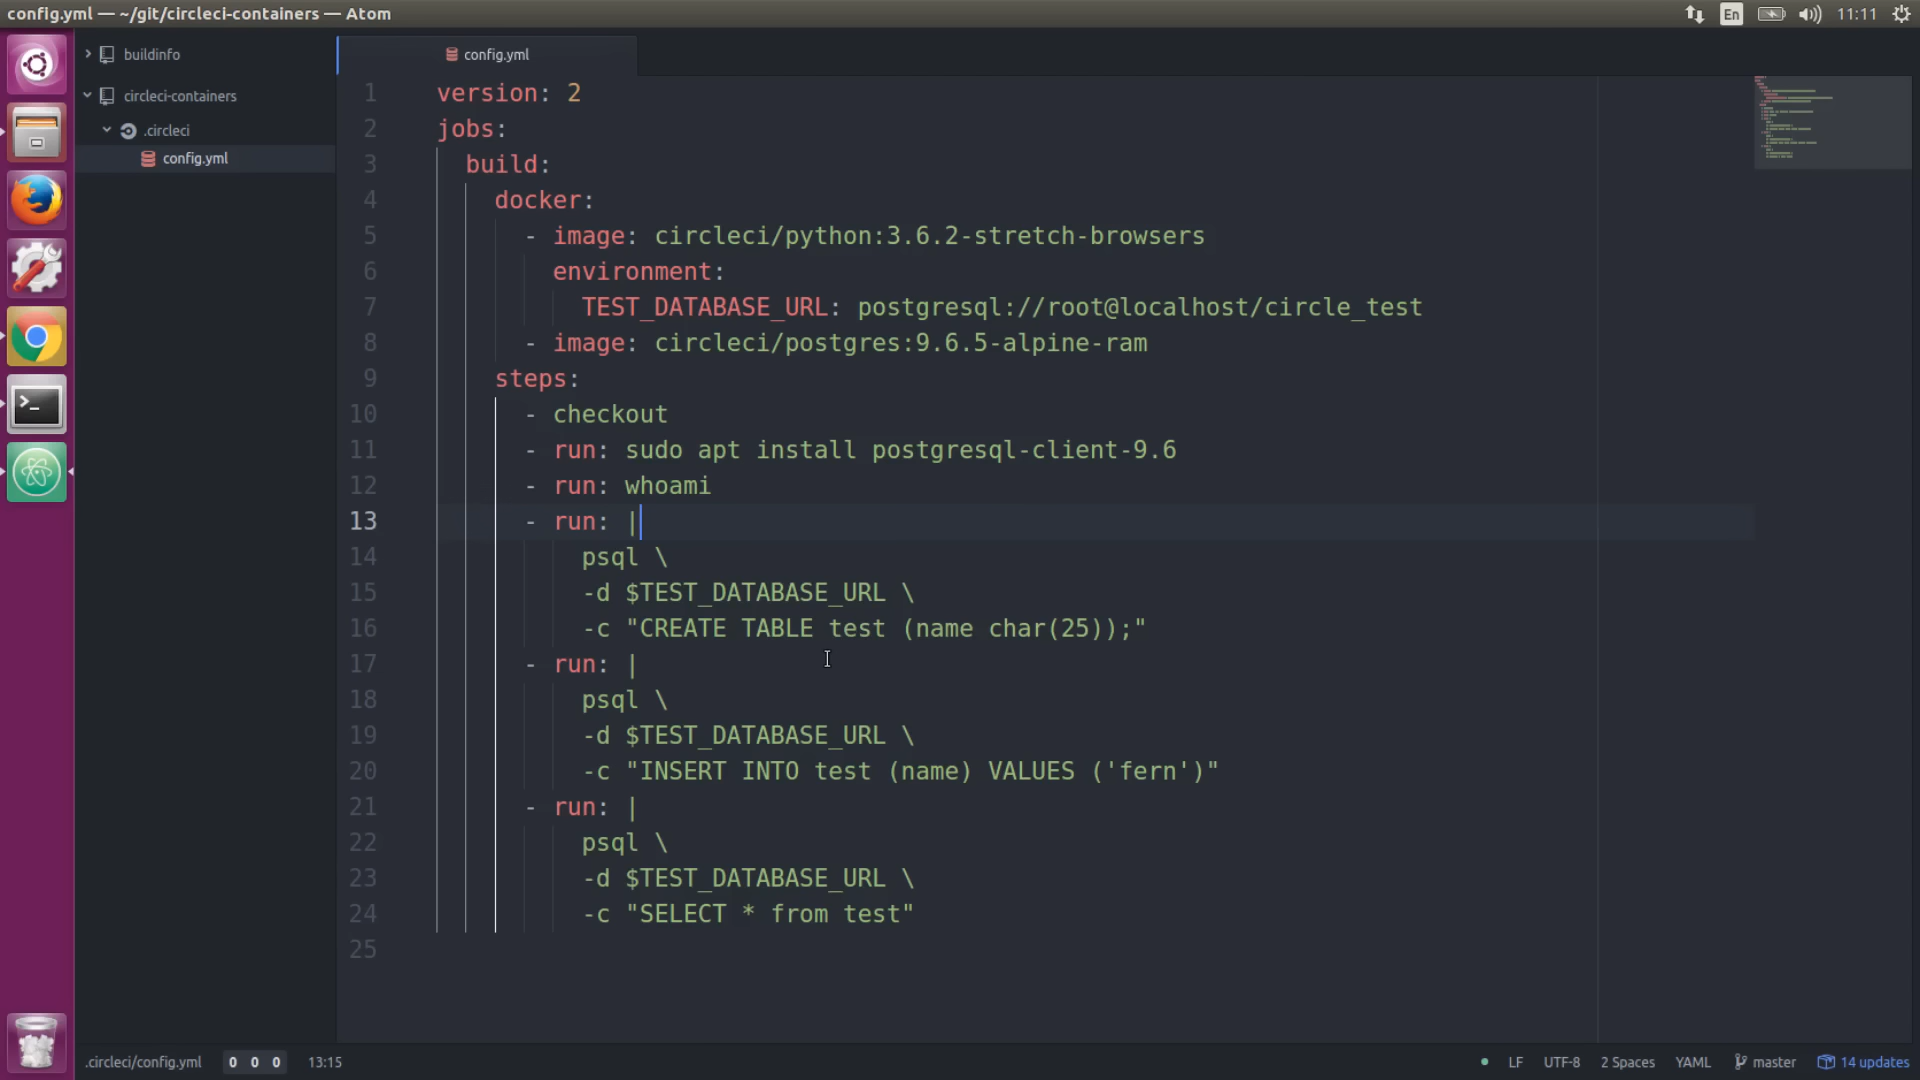 config.yml — ~/git/circleci-containers — Atom
En
11:11
buildinfo
circleci-containers
.circleci
config.yml
config.yml
1 version: 2
2 jobs:
3 build:
4 docker:
5 - image: circleci/python:3.6.2-stretch-browsers
6 environment:
7 TEST_DATABASE_URL: postgresql://root@localhost/circle_test
8 - image: circleci/postgres:9.6.5-alpine-ram
9 steps:
10 - checkout
11 - run: sudo apt install postgresql-client-9.6
12 - run: whoami
13 - run: |
14 psql \
15 -d $TEST_DATABASE_URL \
16 -c "CREATE TABLE test (name char(25));"
17 - run: |
18 psql \
19 -d $TEST_DATABASE_URL \
20 -c "INSERT INTO test (name) VALUES ('fern')"
21 - run: |
22 psql \
23 -d $TEST_DATABASE_URL \
24 -c "SELECT * from test"
25
.circleci/config.yml 0 0 0 13:15 LF UTF-8 2 Spaces YAML master 14 updates